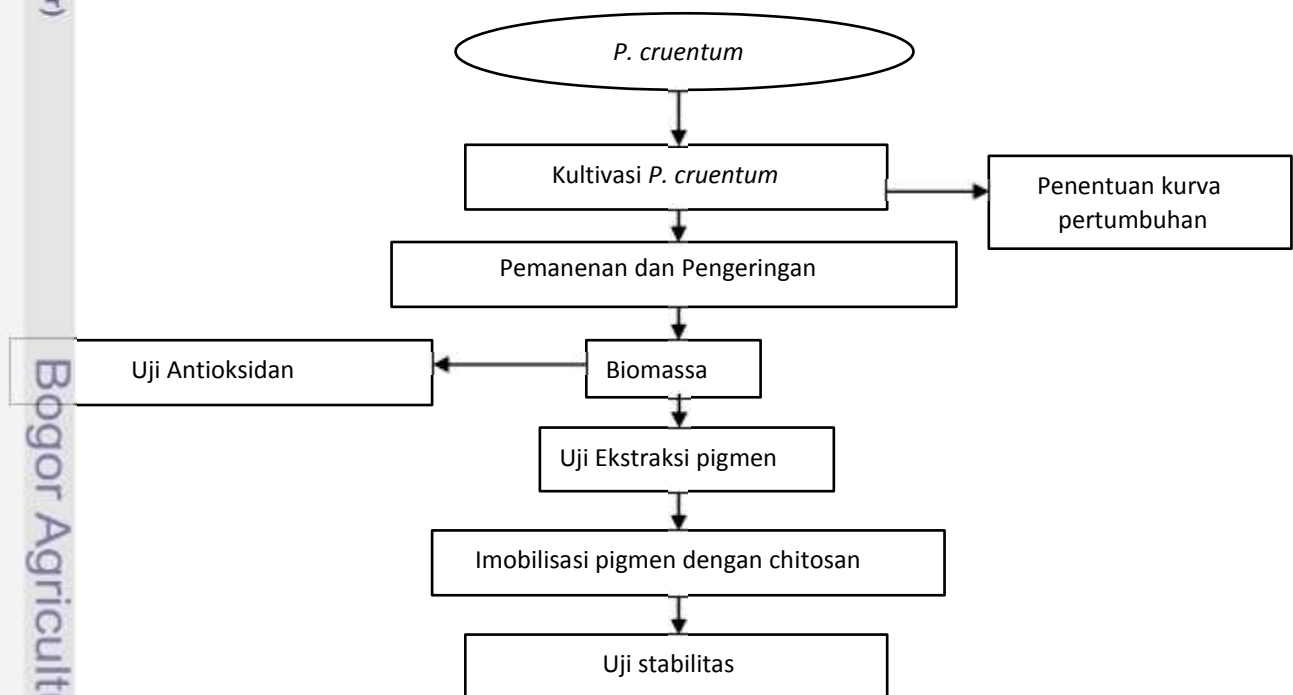 r)
P. cruentum
Kultivasi P. cruentum
Penentuan kurva
pertumbuhan
Pemanenan dan Pengeringan
Uji Antioksidan
Biomassa
Uji Ekstraksi pigmen
Imobilisasi pigmen dengan chitosan
Uji stabilitas
Bogor Agricult